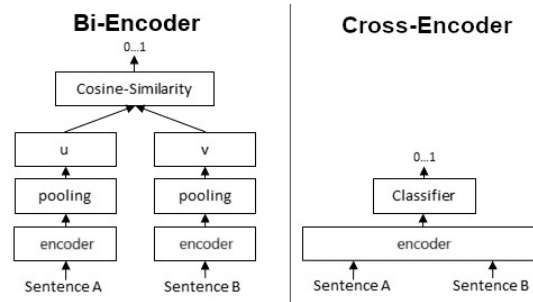 Bi-Encoder
0...1
Cosine-Similarity
u
v
pooling
pooling
encoder
encoder
Sentence A
Sentence B
Cross-Encoder
0...1
Classifier
encoder
Sentence A
Sentence B